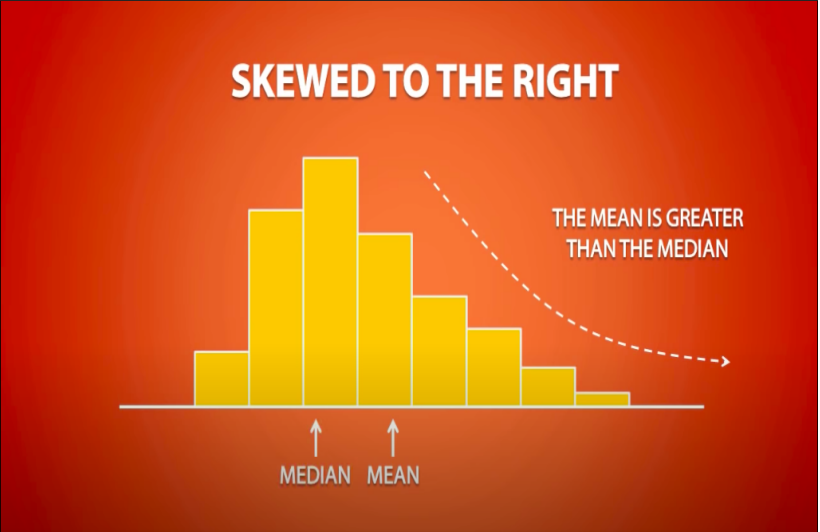 SKEWED TO THE RIGHT
THE MEAN IS GREATER
THAN THE MEDIAN
MEDIAN MEAN